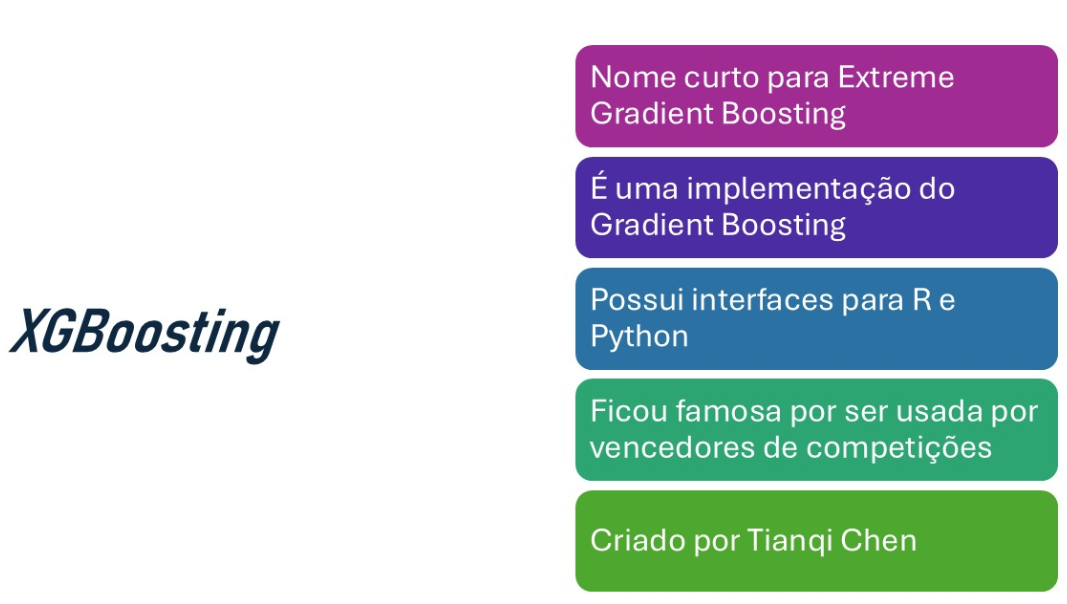 XGBoosting
Nome curto para Extreme
Gradient Boosting
É uma implementação do
Gradient Boosting
Possui interfaces para R e
Python
Ficou famosa por ser usada por
vencedores de competições
Criado por Tianqi Chen